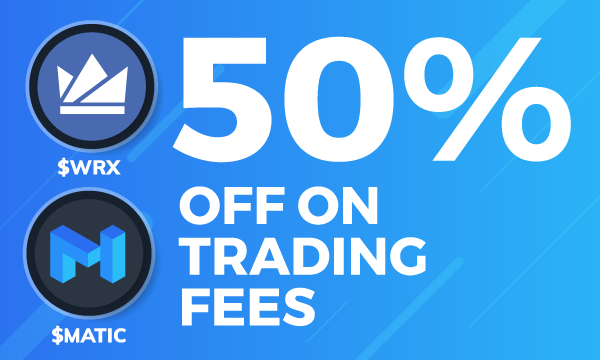 $WRX
$MATIC
50%
OFF ON
TRADING
FEES